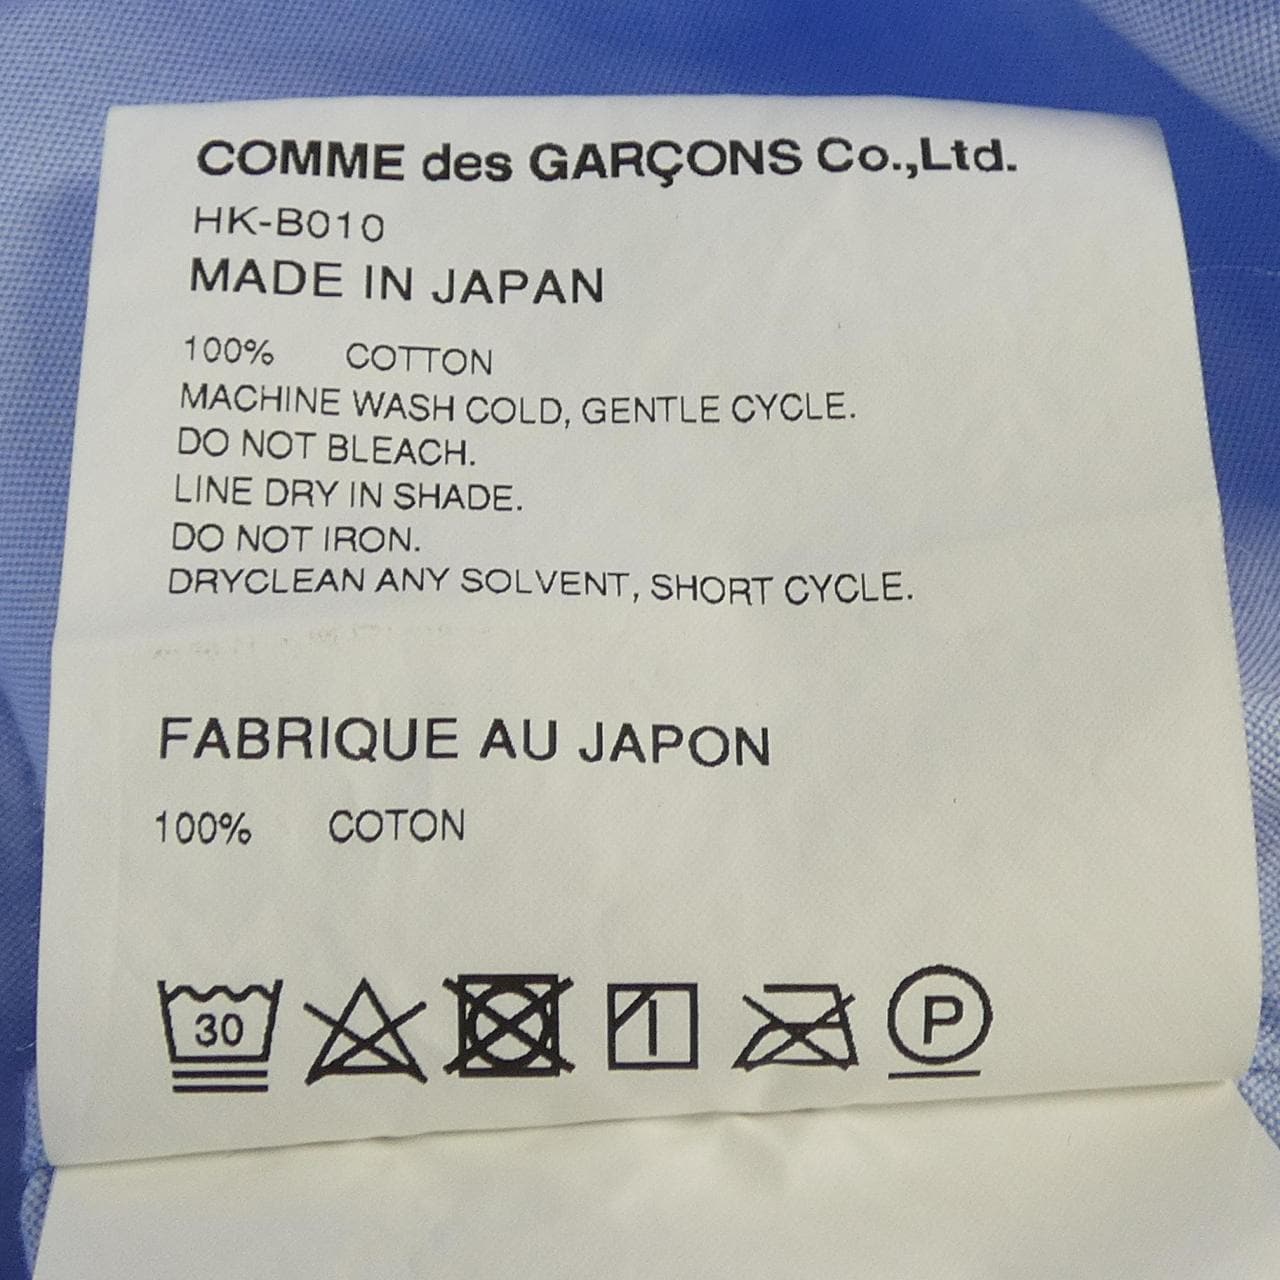 COMME des GARÇONS Co.,Ltd.
HK-B010
MADE IN JAPAN
100% COTTON
MACHINE WASH COLD, GENTLE CYCLE.
DO NOT BLEACH.
LINE DRY IN SHADE.
DO NOT IRON.
DRYCLEAN ANY SOLVENT, SHORT CYCLE.
FABRIQUE AU JAPON
100% COTON
30 P